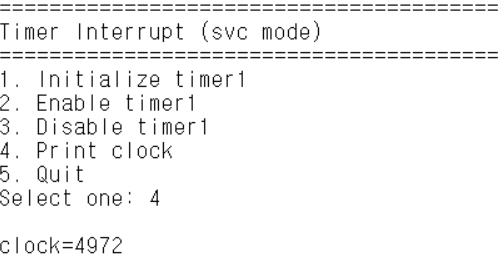 ========================================
Timer Interrupt (svc mode)
========================================
1. Initialize timer1
2. Enable timer1
3. Disable timer1
4. Print clock
5. Quit
Select one: 4
clock=4972